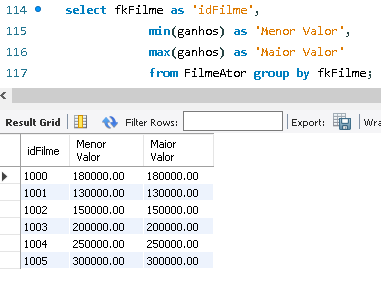 114 select fkFilme as 'idFilme',
115 min(ganhos) as 'Menor Valor',
116 max(ganhos) as 'Maior Valor'
117 from FilmeAtor group by fkFilme;
Result Grid Filter Rows: Export: Wra
idFilme Menor Valor Maior Valor
1000 180000.00 180000.00
1001 130000.00 130000.00
1002 150000.00 150000.00
1003 200000.00 200000.00
1004 250000.00 250000.00
1005 300000.00 300000.00